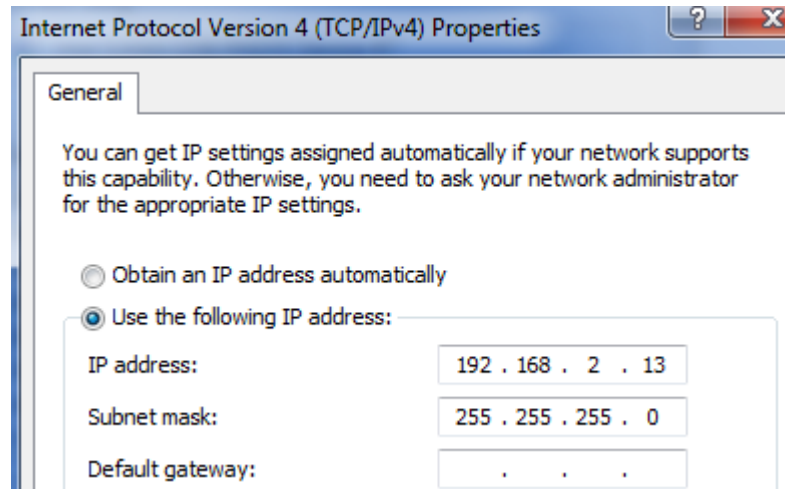 Internet Protocol Version 4 (TCP/IPv4) Properties
? X
General
You can get IP settings assigned automatically if your network supports
this capability. Otherwise, you need to ask your network administrator
for the appropriate IP settings.
Obtain an IP address automatically
Use the following IP address:
IP address: 192 . 168 . 2 . 13
Subnet mask: 255 . 255 . 255 . 0
Default gateway: . . .